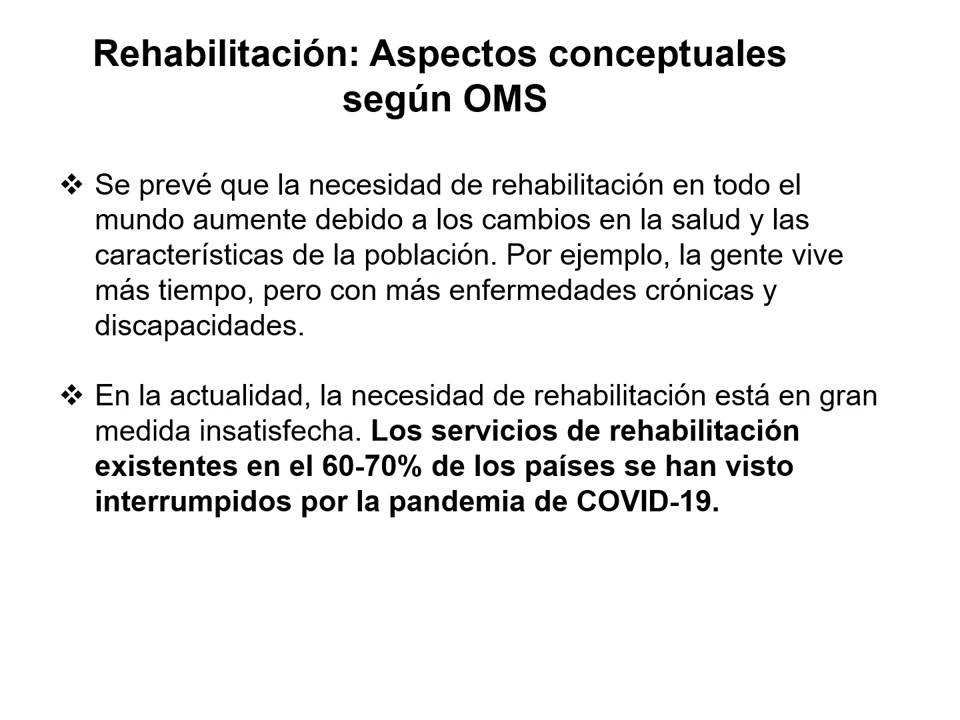 Rehabilitación: Aspectos conceptuales
según OMS
❖ Se prevé que la necesidad de rehabilitación en todo el
mundo aumente debido a los cambios en la salud y las
características de la población. Por ejemplo, la gente vive
más tiempo, pero con más enfermedades crónicas y
discapacidades.
❖ En la actualidad, la necesidad de rehabilitación está en gran
medida insatisfecha. Los servicios de rehabilitación
existentes en el 60-70% de los países se han visto
interrumpidos por la pandemia de COVID-19.